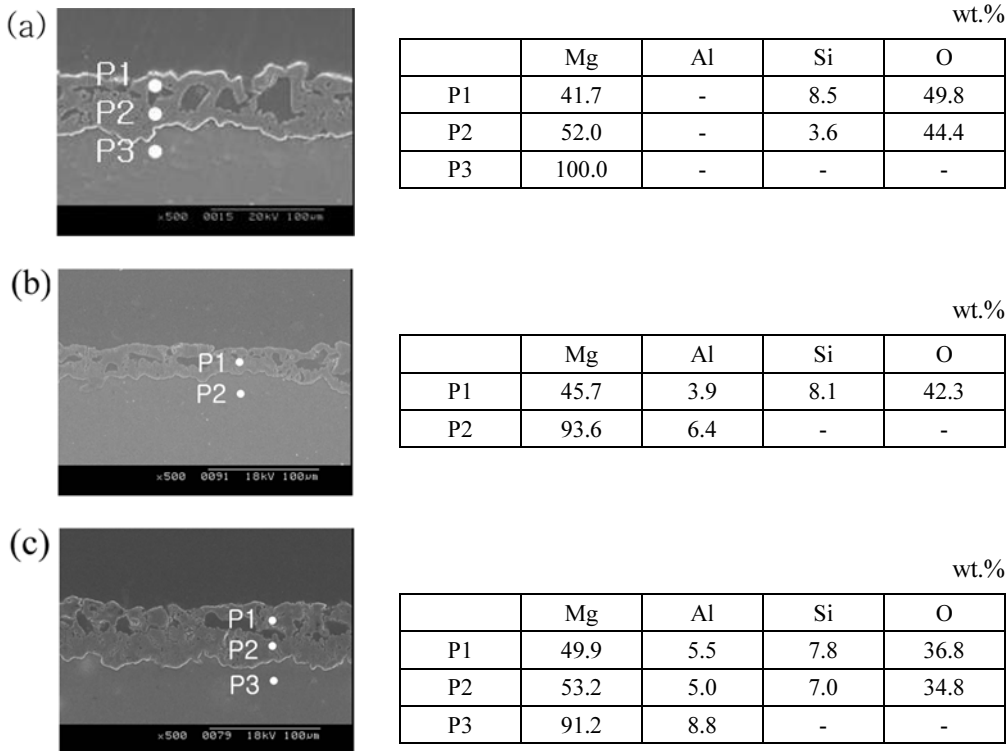 (a)
P1
P2
P3
x500 0015 20kV 100µm
wt.%
Mg Al Si O
P1 41.7 - 8.5 49.8
P2 52.0 - 3.6 44.4
P3 100.0 - - -
(b)
P1
P2
x500 0091 18kV 100µm
wt.%
Mg Al Si O
P1 45.7 3.9 8.1 42.3
P2 93.6 6.4 - -
(c)
P1
P2
P3
x500 0079 18kV 100µm
wt.%
Mg Al Si O
P1 49.9 5.5 7.8 36.8
P2 53.2 5.0 7.0 34.8
P3 91.2 8.8 - -